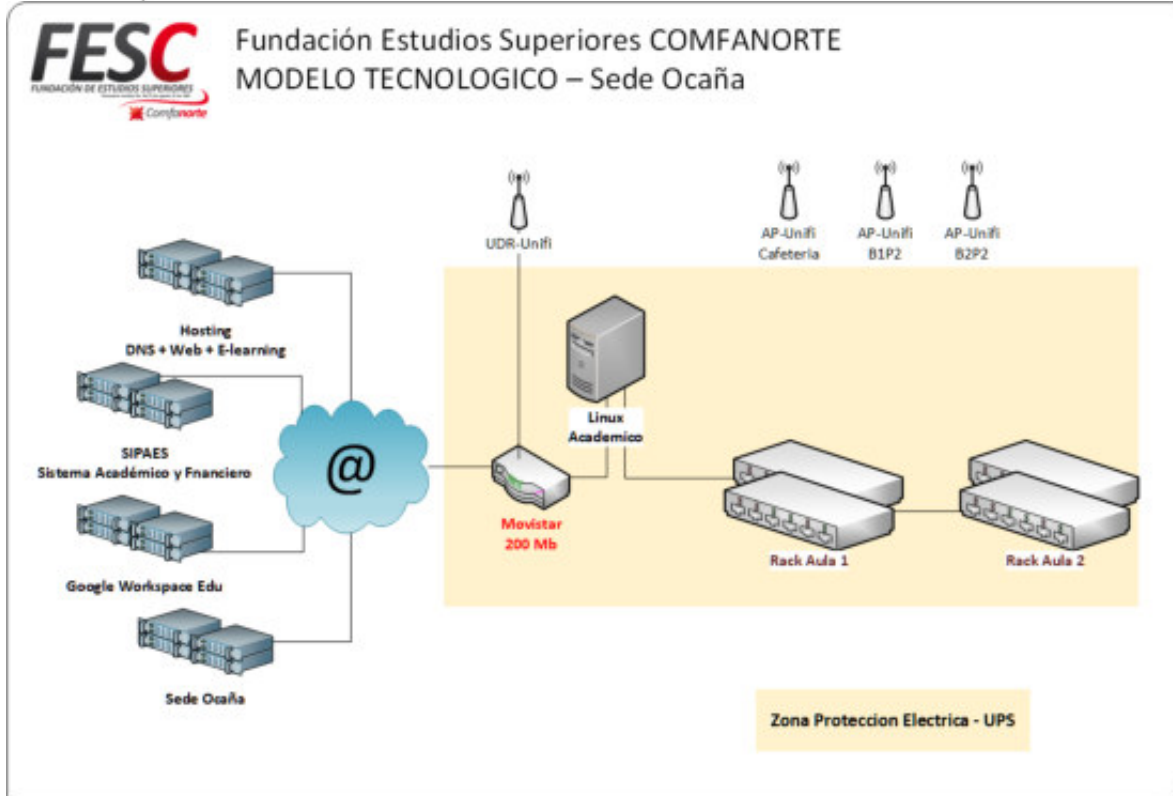 FESC
FUNDACIÓN DE ESTUDIOS SUPERIORES
Comfanorte
Fundación Estudios Superiores COMFANORTE
MODELO TECNOLOGICO – Sede Ocaña
UDR-Unifi
AP-Unifi
Cafeteria
AP-Unifi
B1P2
AP-Unifi
B2P2
Hosting
DNS + Web + E-learning
SIPAES
Sistema Académico y Fnanciero
Google Workspace Edu
Sede Ocaña
@
Movistar
200 Mb
Linux
Academico
Rack Aula 1
Rack Aula 2
Zona Proteccion Electrica - UPS